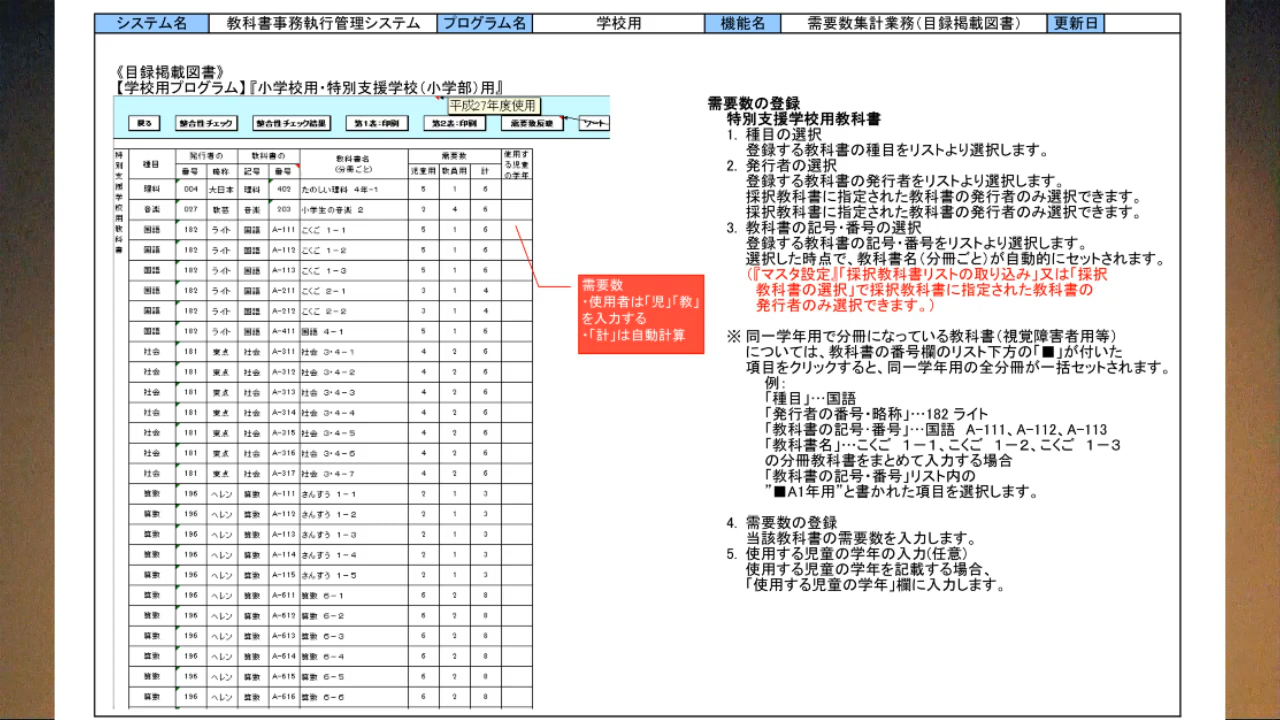 システム名 教科書事務執行管理システム プログラム名 学校用 機能名 需要数集計業務(目録掲載図書) 更新日
《目録掲載図書》
【学校用プログラム】『小学校用・特別支援学校(小学部)用』
平成27年度使用
戻る 整合性チェック 整合性チェック結果 第1表:印刷 第2表:印刷 需要数反映
特別支援学校用教科書
種目 発行者の 教科書の 教科書名 需要数 使用する児童の学年
番号 略称 記号 番号 (分冊ごと) 児童用 教員用 計
理科 004 大日本 理科 402 たのしい理科 4年-1 5 1 6
音楽 027 教芸 音楽 203 小学生の音楽 2 2 4 6
国語 182 ライト 国語 A-111 こくご 1-1 5 1 6
国語 182 ライト 国語 A-112 こくご 1-2 5 1 6
国語 182 ライト 国語 A-113 こくご 1-3 5 1 6
国語 182 ライト 国語 A-211 こくご 2-1 3 1 4
国語 182 ライト 国語 A-212 こくご 2-2 3 1 4
国語 182 ライト 国語 A-411 国語 4-1 5 1 6
社会 181 東点 社会 A-311 社会 3・4-1 4 2 6
社会 181 東点 社会 A-312 社会 3・4-2 4 2 6
社会 181 東点 社会 A-313 社会 3・4-3 4 2 6
社会 181 東点 社会 A-314 社会 3・4-4 4 2 6
社会 181 東点 社会 A-315 社会 3・4-5 4 2 6
社会 181 東点 社会 A-316 社会 3・4-6 4 2 6
社会 181 東点 社会 A-317 社会 3・4-7 4 2 6
算数 196 ヘレン 算数 A-111 さんすう 1-1 2 1 3
算数 196 ヘレン 算数 A-112 さんすう 1-2 2 1 3
算数 196 ヘレン 算数 A-113 さんすう 1-3 2 1 3
算数 196 ヘレン 算数 A-114 さんすう 1-4 2 1 3
算数 196 ヘレン 算数 A-115 さんすう 1-5 2 1 3
算数 196 ヘレン 算数 A-611 算数 6-1 6 2 8
算数 196 ヘレン 算数 A-612 算数 6-2 6 2 8
算数 196 ヘレン 算数 A-613 算数 6-3 6 2 8
算数 196 ヘレン 算数 A-614 算数 6-4 6 2 8
算数 196 ヘレン 算数 A-615 算数 6-5 6 2 8
算数 196 ヘレン 算数 A-616 算数 6-6 6 2 8
需要数
・使用者は「児」「教」
を入力する
・「計」は自動計算
需要数の登録
特別支援学校用教科書
1. 種目の選択
登録する教科書の種目をリストより選択します。
2. 発行者の選択
登録する教科書の発行者をリストより選択します。
採択教科書に指定された教科書の発行者のみ選択できます。
採択教科書に指定された教科書の発行者のみ選択できます。
3. 教科書の記号・番号の選択
登録する教科書の記号・番号をリストより選択します。
選択した時点で、教科書名(分冊ごと)が自動的にセットされます。
(『マスタ設定』「採択教科書リストの取り込み」又は「採択
教科書の選択」で採択教科書に指定された教科書の
発行者のみ選択できます。)
※ 同一学年用で分冊になっている教科書(視覚障害者用等)
については、教科書の番号欄のリスト下方の「■」が付いた
項目をクリックすると、同一学年用の全分冊が一括セットされます。
例:
「種目」…国語
「発行者の番号・略称」…182 ライト
「教科書の記号・番号」…国語 A-111、A-112、A-113
「教科書名」…こくご 1-1、こくご 1-2、こくご 1-3
の分冊教科書をまとめて入力する場合
「教科書の記号・番号」リスト内の
"■A1年用"と書かれた項目を選択します。
4. 需要数の登録
当該教科書の需要数を入力します。
5. 使用する児童の学年の入力(任意)
使用する児童の学年を記載する場合、
「使用する児童の学年」欄に入力します。